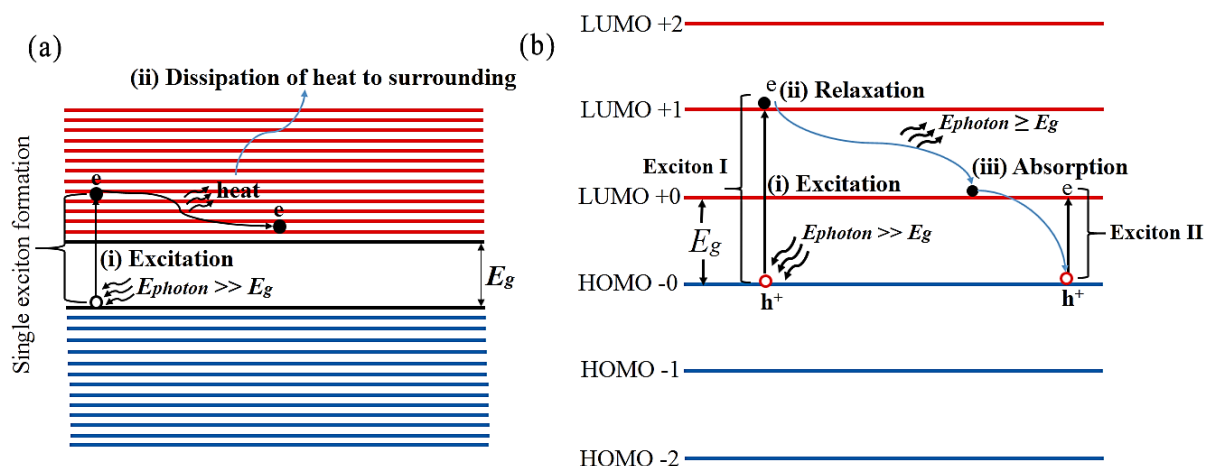 (a)
(ii) Dissipation of heat to surrounding
Single exciton formation
e
heat
e
(i) Excitation
Ephoton >> Eg
Eg
(b)
LUMO +2
LUMO +1
e
(ii) Relaxation
Ephoton ≥ Eg
Exciton I
(i) Excitation
(iii) Absorption
LUMO +0
e
Eg
Ephoton >> Eg
Exciton II
HOMO -0
h⁺
h⁺
HOMO -1
HOMO -2